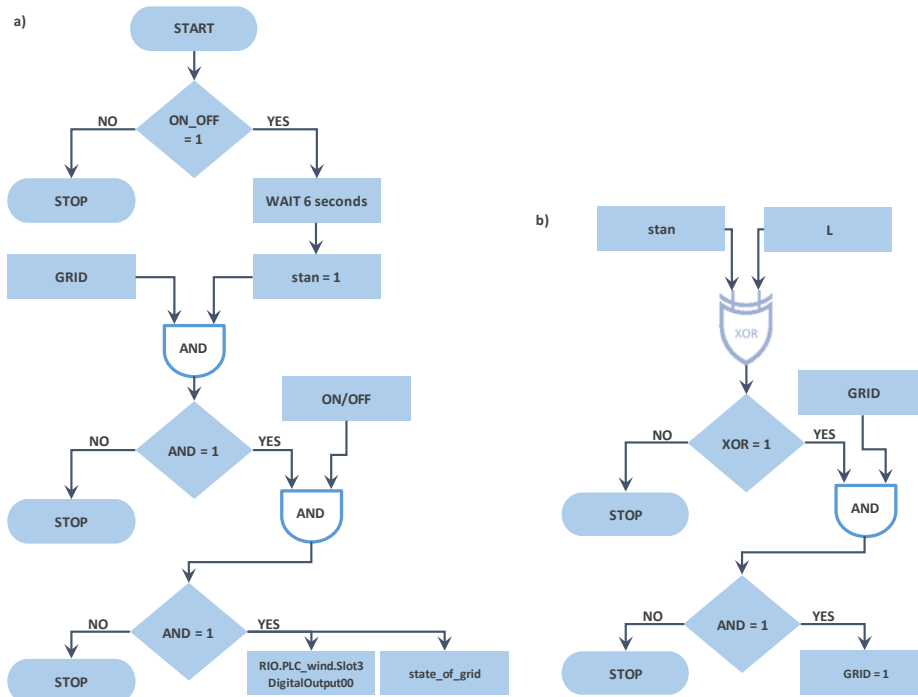 a)
START
ON_OFF
= 1
NO
YES
STOP
WAIT 6 seconds
GRID
stan = 1
AND
ON/OFF
AND = 1
NO
YES
STOP
AND
AND = 1
NO
YES
STOP
RIO.PLC_wind.Slot3
DigitalOutput00
state_of_grid
b)
stan
L
XOR
GRID
XOR = 1
NO
YES
STOP
AND
AND = 1
NO
YES
STOP
GRID = 1